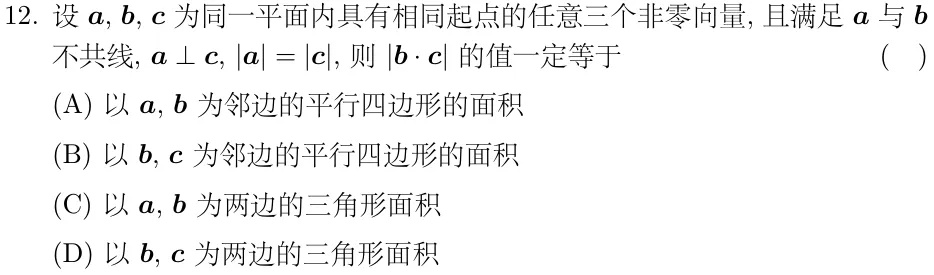 12. 设 a, b, c 为同一平面内具有相同起点的任意三个非零向量, 且满足 a 与 b
不共线, a ⊥ c, |a| = |c|, 则 |b · c| 的值一定等于 ( )
(A) 以 a, b 为邻边的平行四边形的面积
(B) 以 b, c 为邻边的平行四边形的面积
(C) 以 a, b 为两边的三角形面积
(D) 以 b, c 为两边的三角形面积